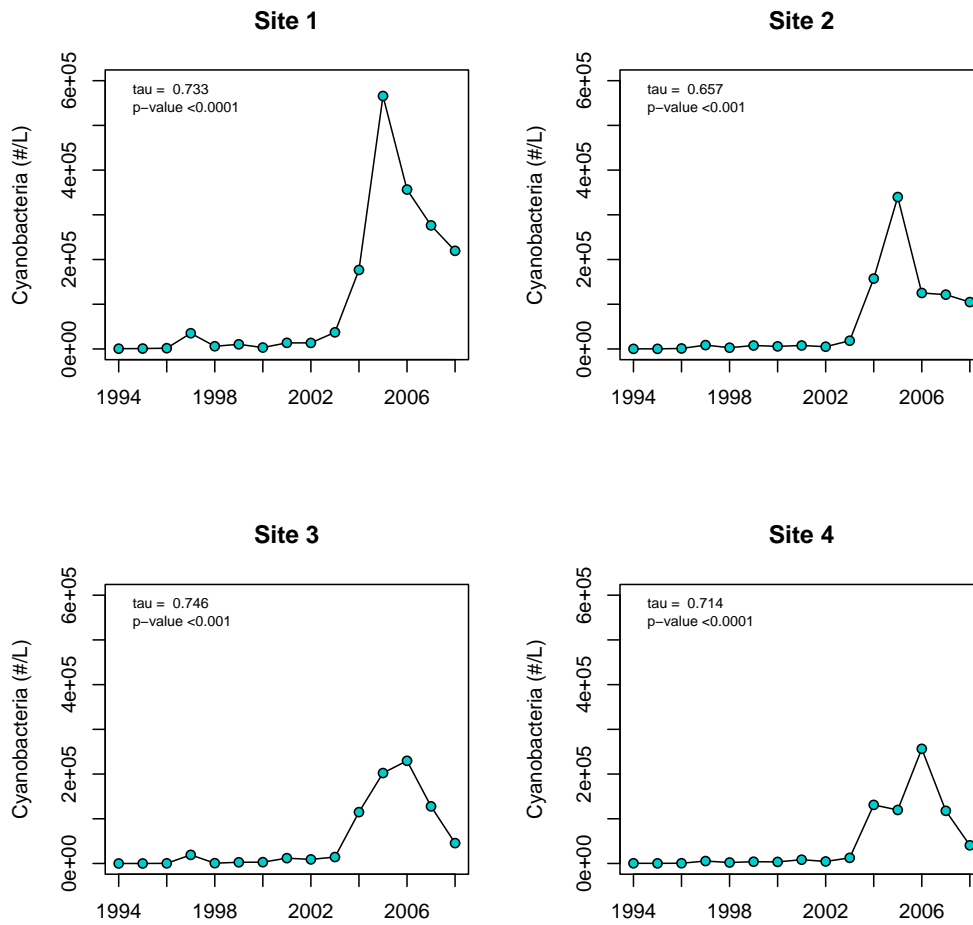 Site 1
tau =  0.733
p−value <0.0001
Cyanobacteria (#/L)
6e+05
4e+05
2e+05
0e+00
1994 1998 2002 2006
Site 2
tau =  0.657
p−value <0.001
Cyanobacteria (#/L)
6e+05
4e+05
2e+05
0e+00
1994 1998 2002 2006
Site 3
tau =  0.746
p−value <0.001
Cyanobacteria (#/L)
6e+05
4e+05
2e+05
0e+00
1994 1998 2002 2006
Site 4
tau =  0.714
p−value <0.0001
Cyanobacteria (#/L)
6e+05
4e+05
2e+05
0e+00
1994 1998 2002 2006